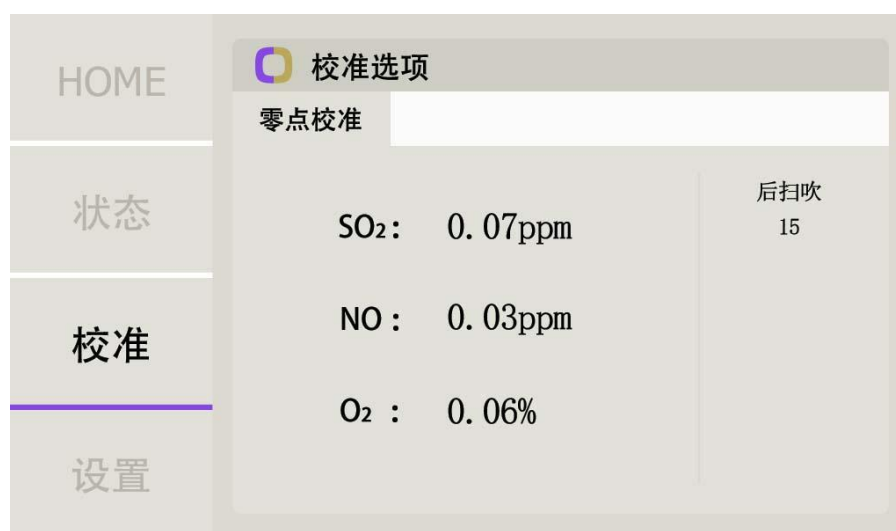 HOME
状态
校准
设置
校准选项
零点校准
SO₂: 0.07ppm
NO: 0.03ppm
O₂ : 0.06%
后扫吹
15